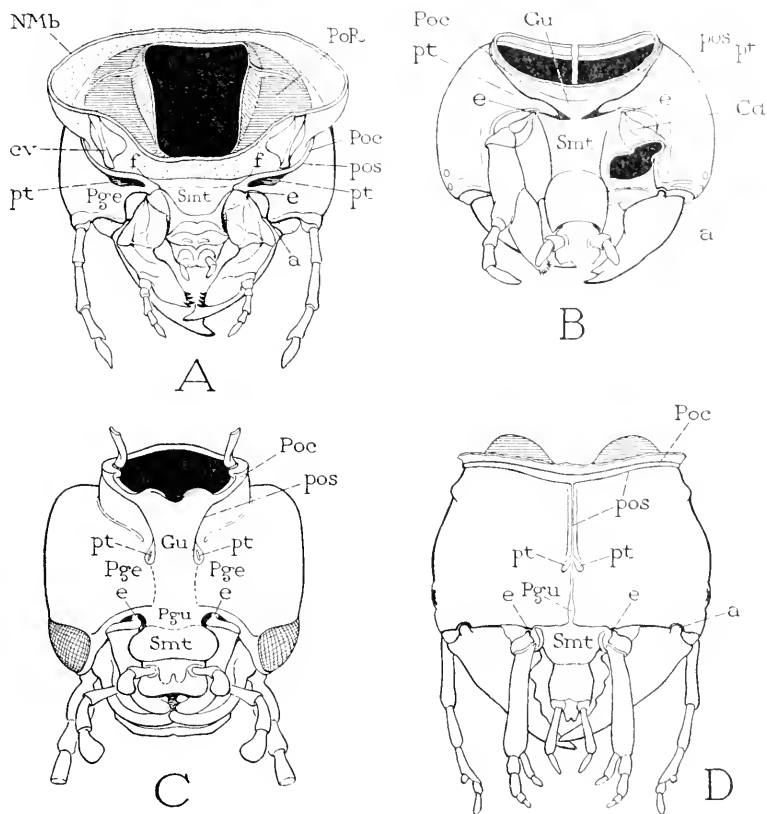 NMb
PoR
Poc
pos
cv
f
f
pt
pt
Pge
Smt
e
a
A
Poc
Gu
pos
pt
pt
e
e
Cd
Smt
a
B
Poc
pos
Gu
pt
pt
Pge
Pge
e
e
Pgu
Smt
C
Poc
pos
pt
pt
Pgu
e
e
Smt
a
D